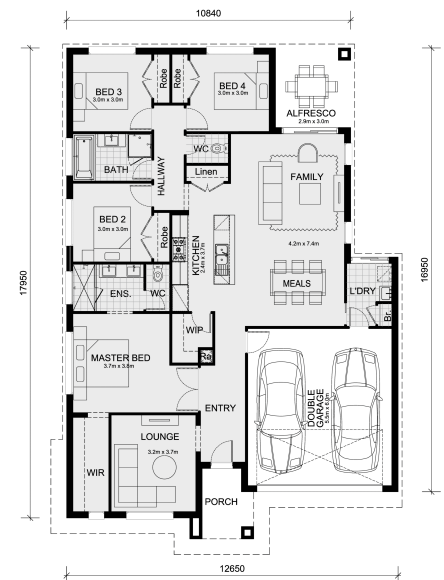 10840
BED 3
3.0m x 3.0m
Robe
Robe
BED 4
3.0m x 3.0m
ALFRESCO
2.9m x 3.0m
WC
BATH
HALLWAY
Linen
FAMILY
BED 2
3.0m x 3.0m
Robe
KITCHEN
2.4m x 3.7m
4.2m x 7.4m
17950
16950
ENS.
WC
MEALS
L'DRY
Br.
WIP
Re
MASTER BED
3.7m x 3.8m
ENTRY
DOUBLE
GARAGE
5.5m x 6.0m
LOUNGE
3.2m x 3.7m
WIR
PORCH
12650